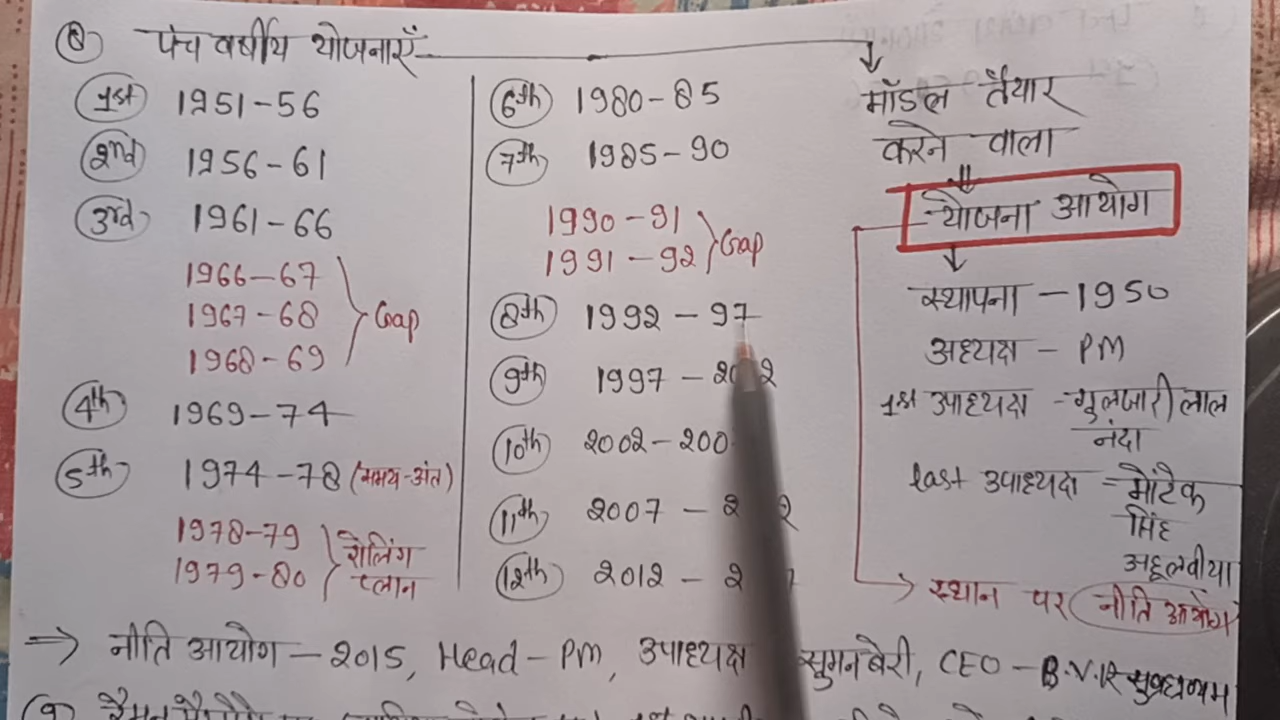 ⑧ पंचवर्षीय योजनाएँ
1st 1951-56
2nd 1956-61
3rd 1961-66
1966-67
1967-68
1968-69
Gap
4th 1969-74
5th 1974-78 (समय-अंत)
1978-79
1979-80
रोलिंग
प्लान
6th 1980-85
7th 1985-90
1990-91
1991-92
Gap
8th 1992-97
9th 1997-
10th 2002-
11th 2007-
12th 2012-
मॉडल तैयार
करने वाला
योजना आयोग
स्थापना - 1950
अध्यक्ष - PM
1st उपाध्यक्ष - गुलजारी लाल
नंदा
last उपाध्यक्ष = मोंटेक
सिंह
अहूलवीया
स्थान पर नीति आयोग
⇒ नीति आयोग - 2015, Head - PM, उपाध्यक्ष सुमन बेरी, CEO - B.V.R सुब्रह्मण्यम